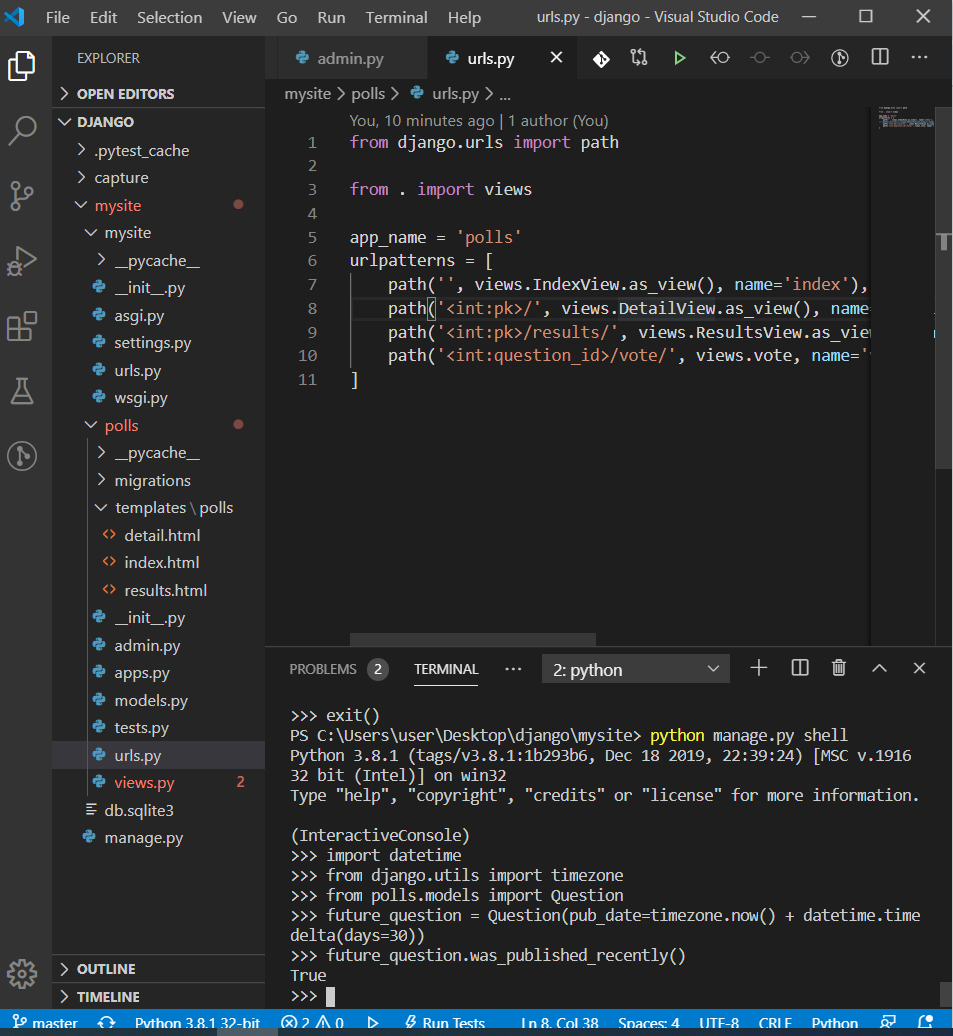 File Edit Selection View Go Run Terminal Help urls.py - django - Visual Studio Code
EXPLORER
OPEN EDITORS
DJANGO
.pytest_cache
capture
mysite
mysite
__pycache__
__init__.py
asgi.py
settings.py
urls.py
wsgi.py
polls
__pycache__
migrations
templates\polls
detail.html
index.html
results.html
__init__.py
admin.py
apps.py
models.py
tests.py
urls.py
views.py 2
db.sqlite3
manage.py
OUTLINE
TIMELINE
admin.py urls.py
mysite > polls > urls.py > ...
You, 10 minutes ago | 1 author (You)
1 from django.urls import path
2
3 from . import views
4
5 app_name = 'polls'
6 urlpatterns = [
7 path('', views.IndexView.as_view(), name='index'),
8 path('<int:pk>/', views.DetailView.as_view(), name=
9 path('<int:pk>/results/', views.ResultsView.as_view
10 path('<int:question_id>/vote/', views.vote, name='
11 ]
PROBLEMS 2 TERMINAL ... 2: python
>>> exit()
PS C:\Users\user\Desktop\django\mysite> python manage.py shell
Python 3.8.1 (tags/v3.8.1:1b293b6, Dec 18 2019, 22:39:24) [MSC v.1916
32 bit (Intel)] on win32
Type "help", "copyright", "credits" or "license" for more information.
(InteractiveConsole)
>>> import datetime
>>> from django.utils import timezone
>>> from polls.models import Question
>>> future_question = Question(pub_date=timezone.now() + datetime.time
delta(days=30))
>>> future_question.was_published_recently()
True
>>>
master Python 3.8.1 32-bit 2 0 Run Tests Ln 8, Col 38 Spaces: 4 UTF-8 CRLF Python